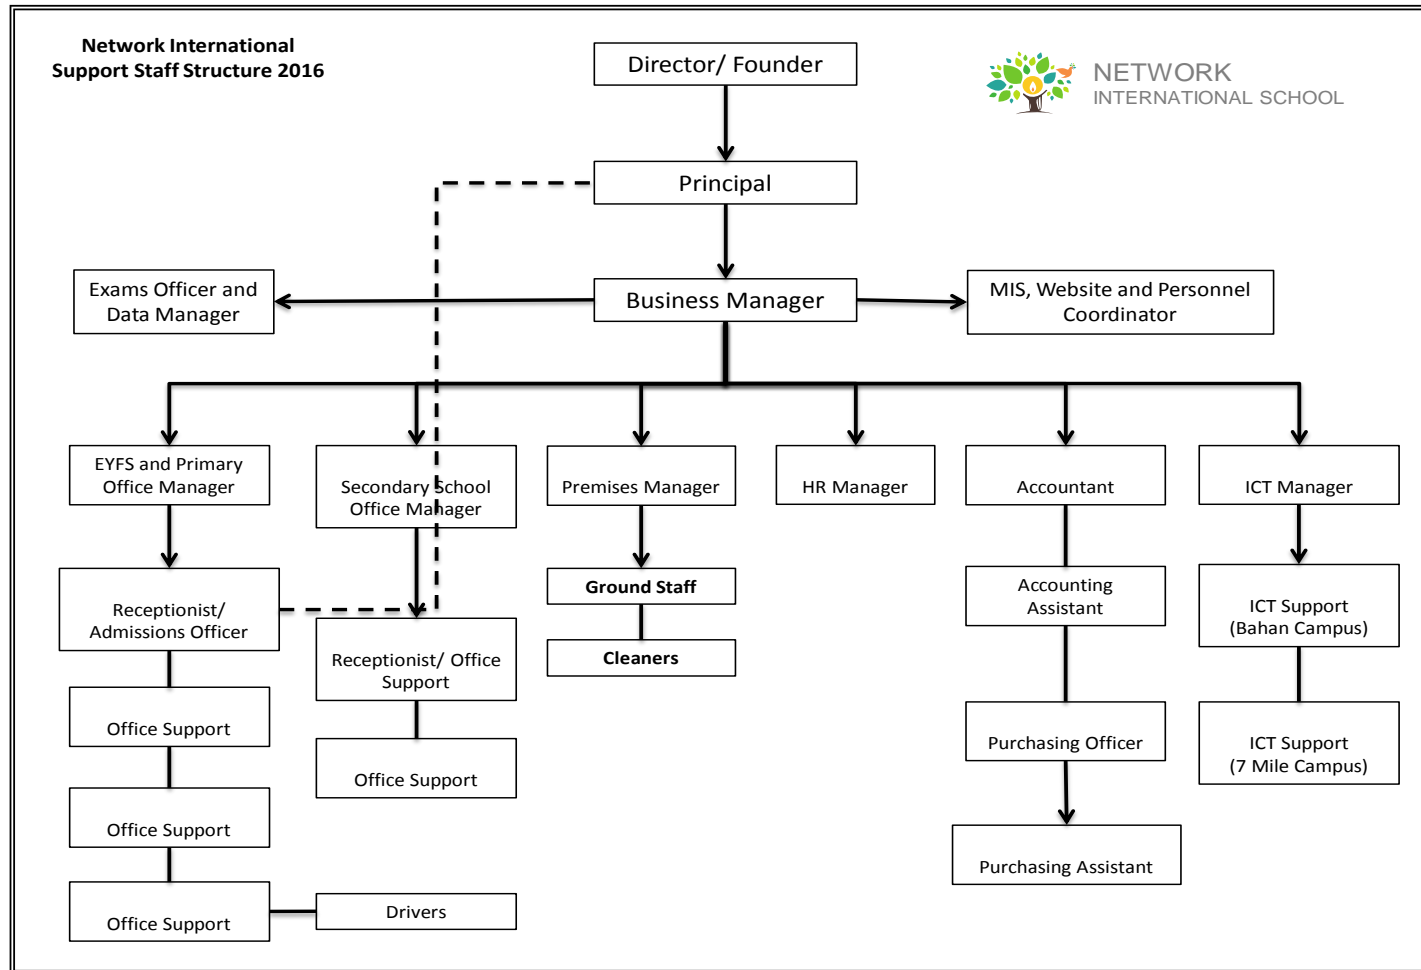 Network International
Support Staff Structure 2016
Director/ Founder
NETWORK
INTERNATIONAL SCHOOL
Principal
Exams Officer and
Data Manager
Business Manager
MIS, Website and Personnel
Coordinator
EYFS and Primary
Office Manager
Secondary School
Office Manager
Premises Manager
HR Manager
Accountant
ICT Manager
Receptionist/
Admissions Officer
Ground Staff
Accounting
Assistant
ICT Support
(Bahan Campus)
Receptionist/ Office
Support
Cleaners
Office Support
Office Support
Purchasing Officer
ICT Support
(7 Mile Campus)
Office Support
Purchasing Assistant
Office Support
Drivers